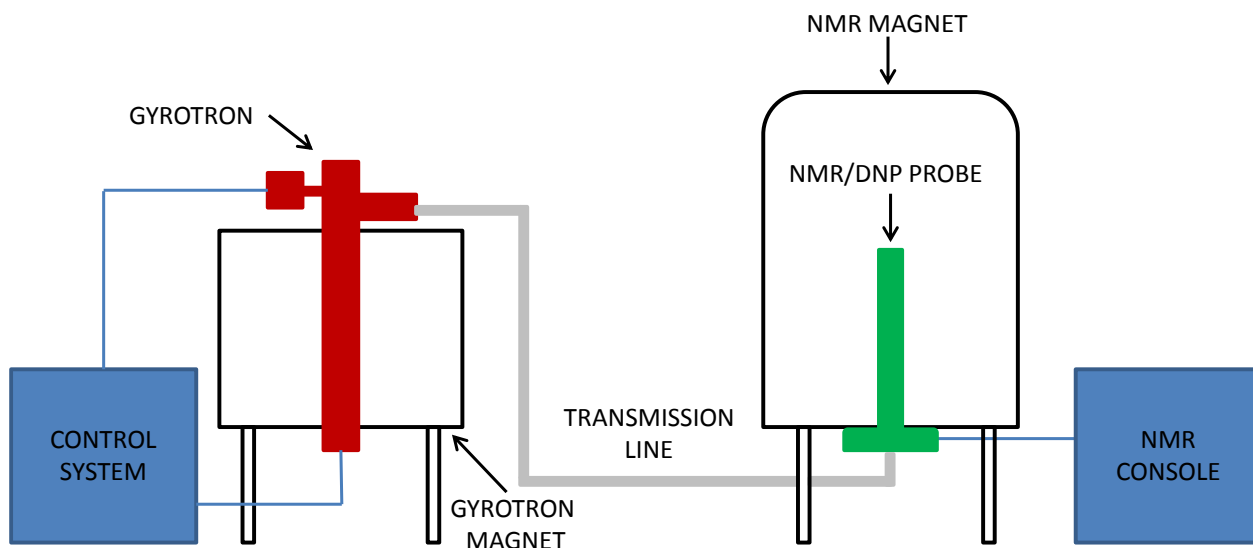 NMR MAGNET
GYROTRON
NMR/DNP PROBE
TRANSMISSION
LINE
CONTROL
SYSTEM
NMR
CONSOLE
GYROTRON
MAGNET